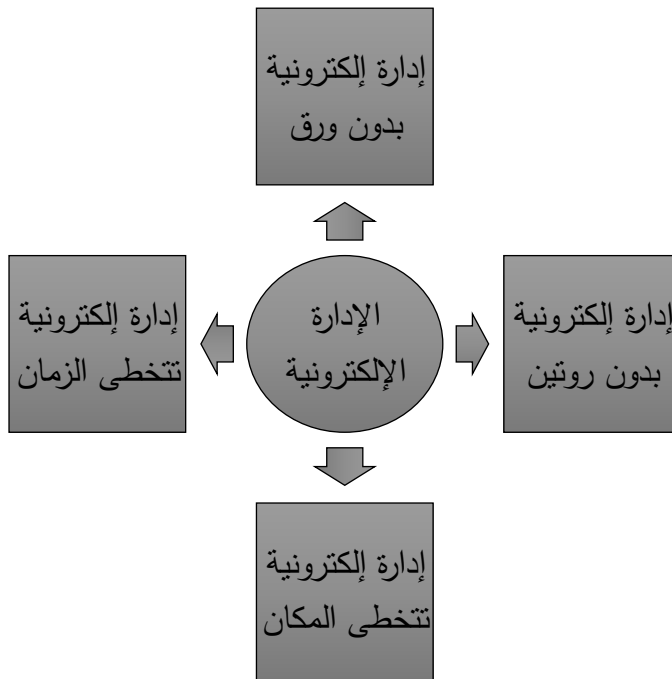 إدارة إلكترونية
بدون ورق
إدارة إلكترونية
بدون روتين
الإدارة
الإلكترونية
إدارة إلكترونية
تتخطى الزمان
إدارة إلكترونية
تتخطى المكان